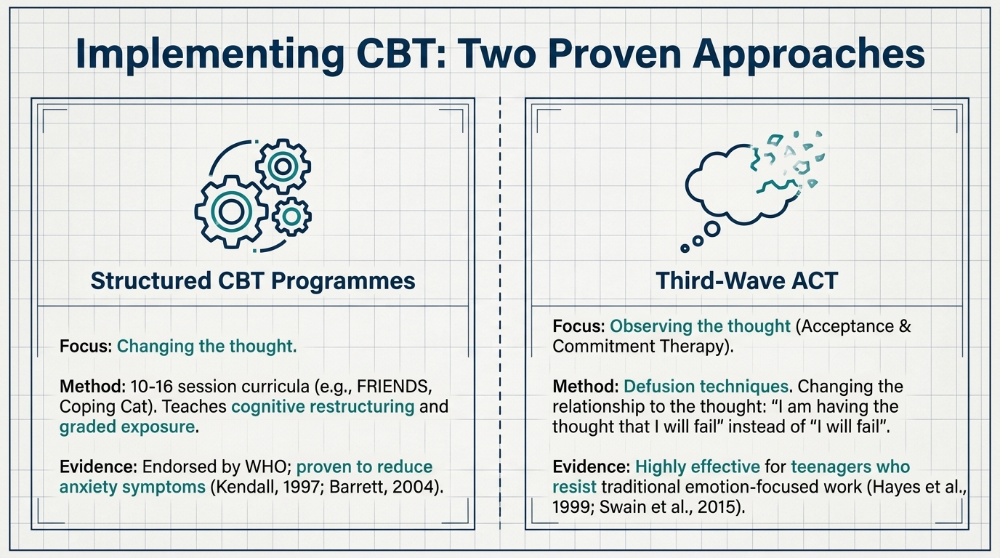 Implementing CBT: Two Proven Approaches
Structured CBT Programmes
Focus: Changing the thought.
Method: 10-16 session curricula (e.g., FRIENDS,
Coping Cat). Teaches cognitive restructuring and
graded exposure.
Evidence: Endorsed by WHO; proven to reduce
anxiety symptoms (Kendall, 1997; Barrett, 2004).
Third-Wave ACT
Focus: Observing the thought (Acceptance &
Commitment Therapy).
Method: Defusion techniques. Changing the
relationship to the thought: “I am having the
thought that I will fail” instead of “I will fail”.
Evidence: Highly effective for teenagers who
resist traditional emotion-focused work (Hayes et al.,
1999; Swain et al., 2015).